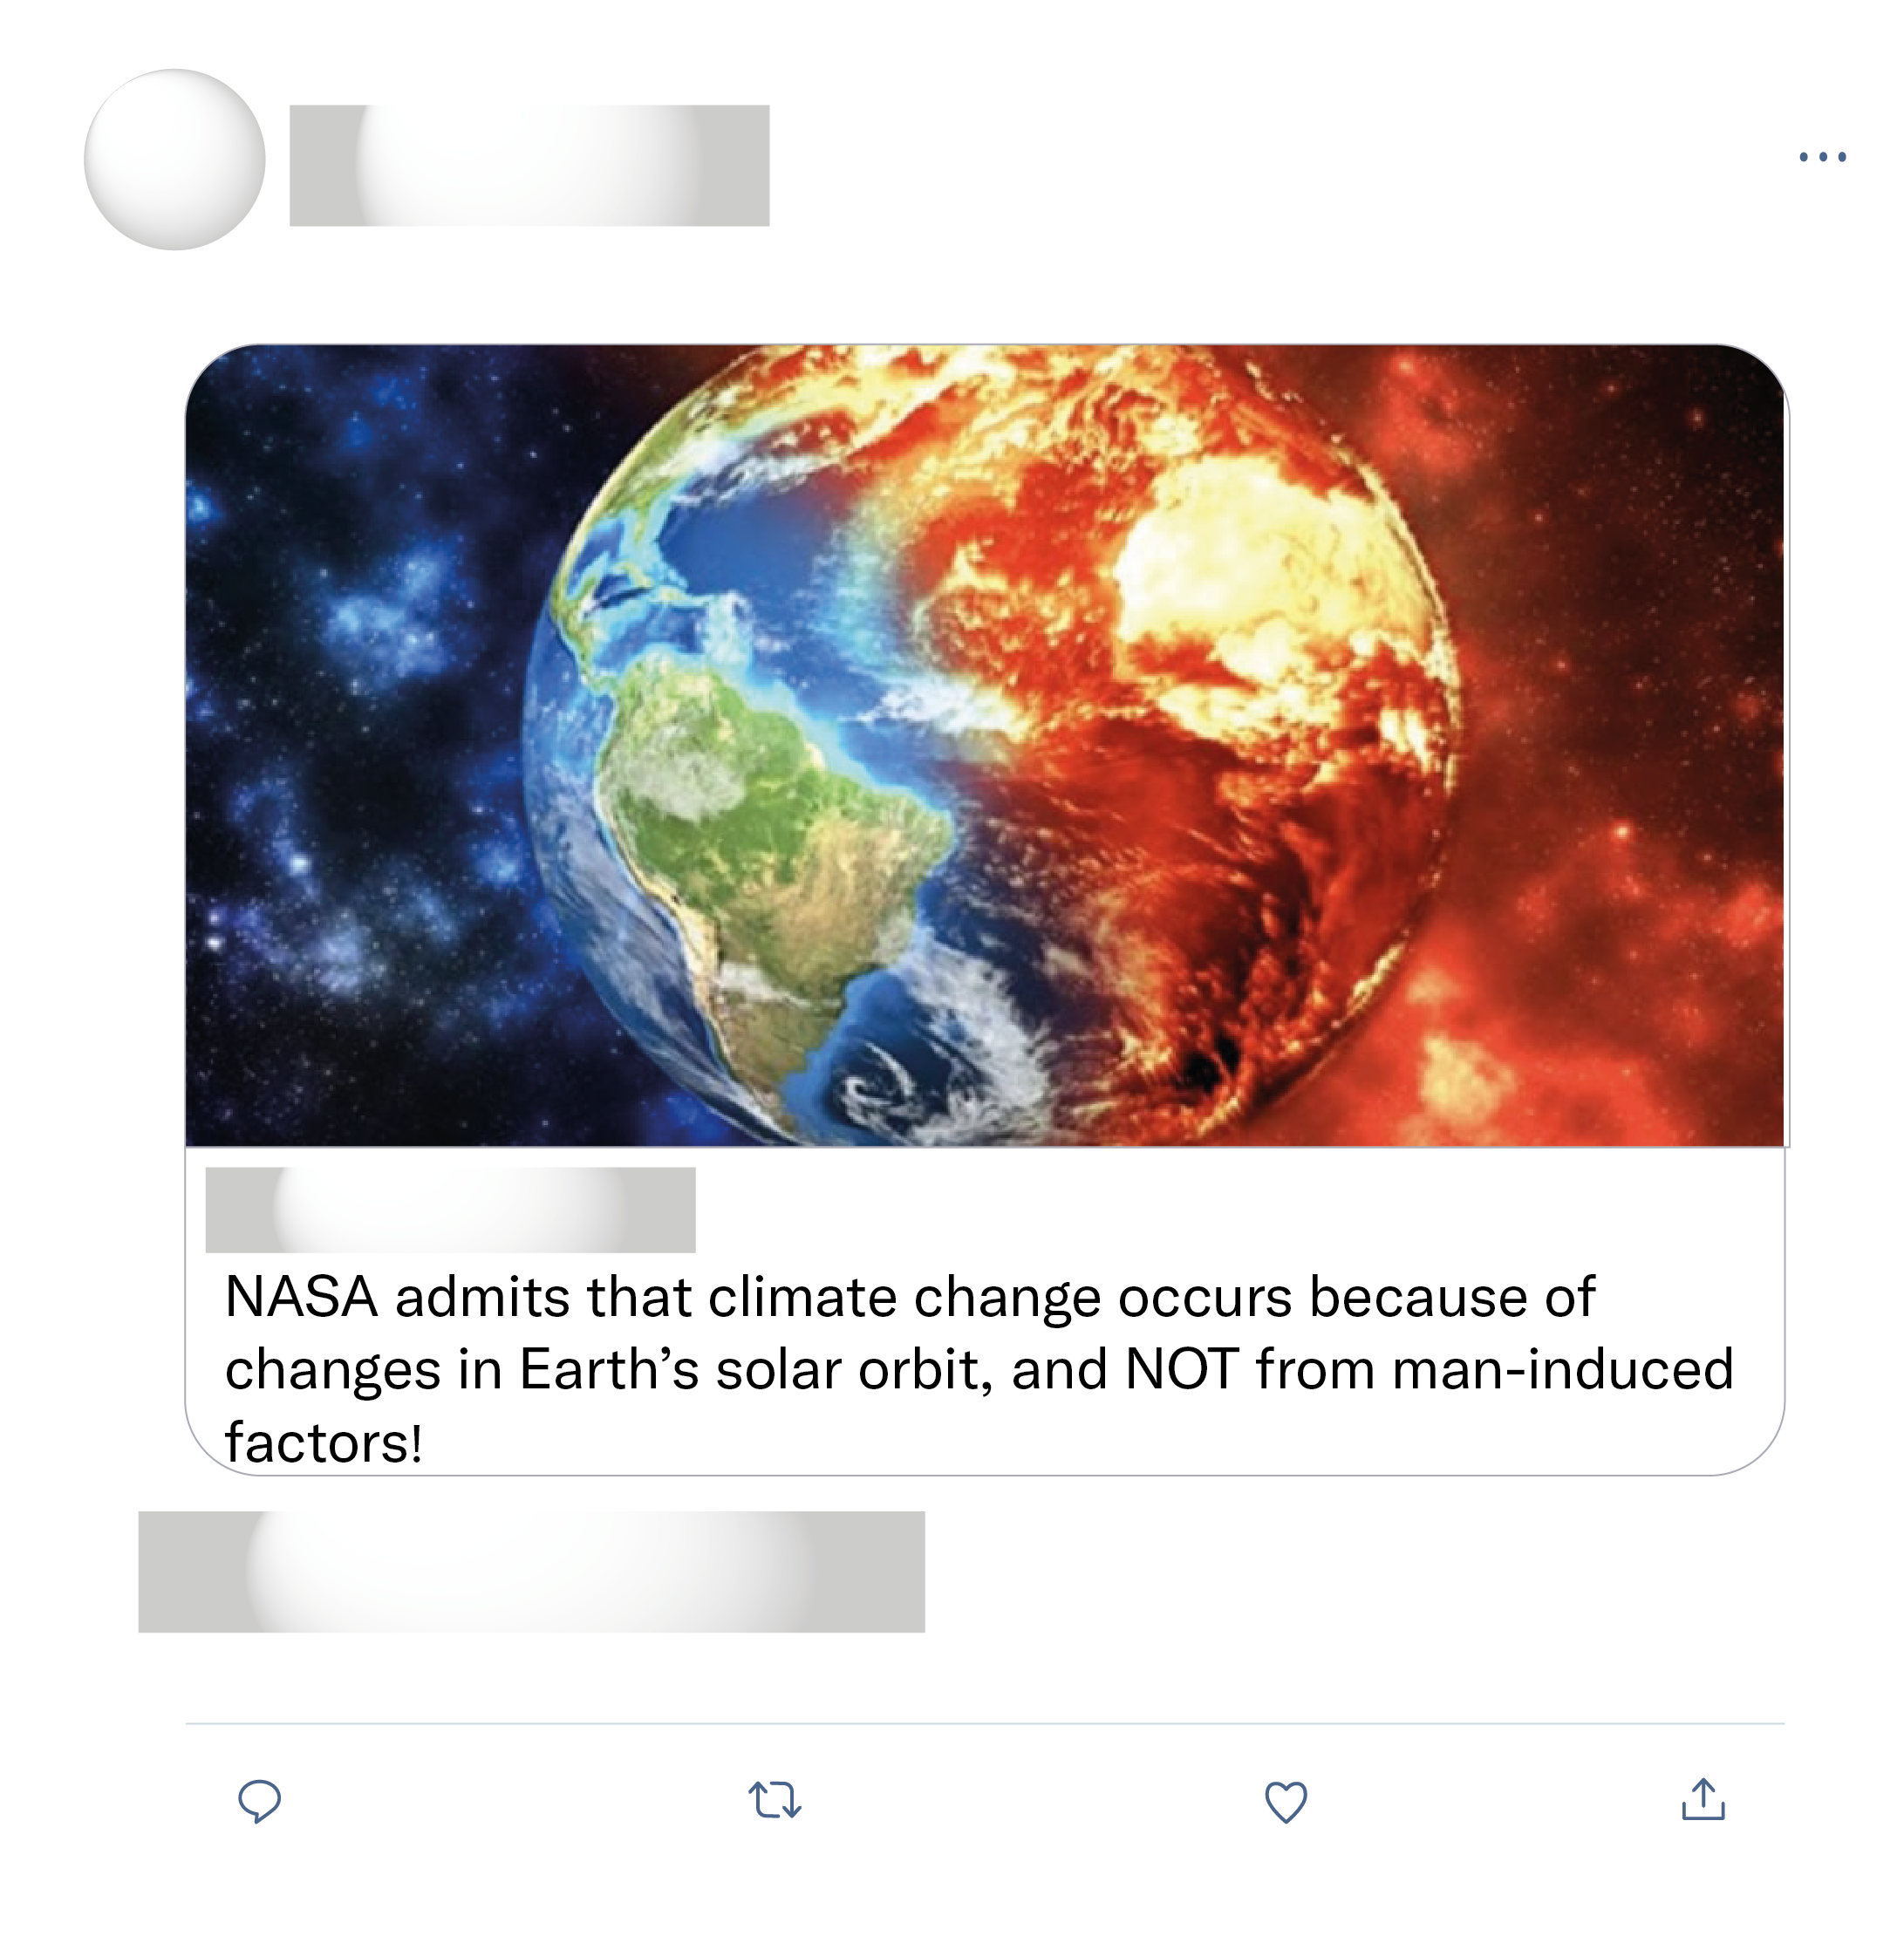 NASA admits that climate change occurs because of
changes in Earth’s solar orbit, and NOT from man-induced
factors!